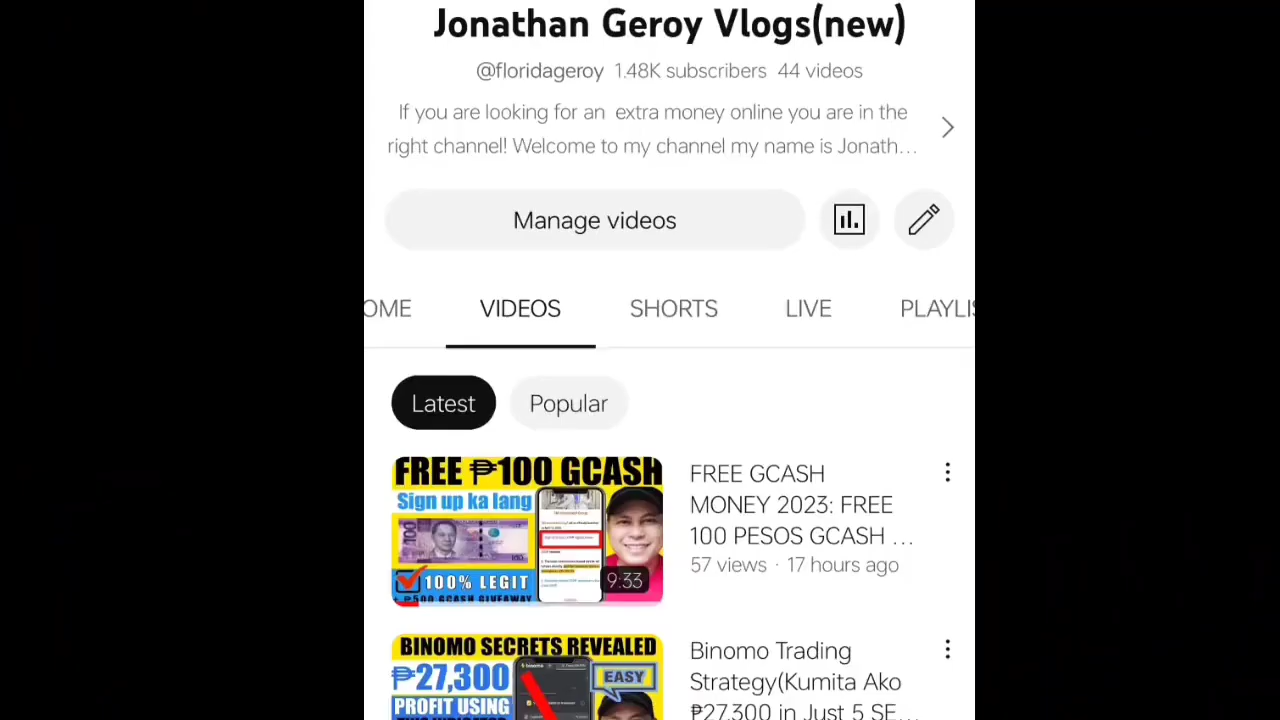 Jonathan Geroy Vlogs(new)
@floridageroy 1.48K subscribers 44 videos
If you are looking for an extra money online you are in the
right channel! Welcome to my channel my name is Jonath...
Manage videos
OME VIDEOS SHORTS LIVE PLAYLIS
Latest Popular
FREE ₱100 GCASH
Sign up ka lang
100
100% LEGIT
+ ₱500 GCASH GIVEAWAY
9:33
FREE GCASH
MONEY 2023: FREE
100 PESOS GCASH ...
57 views · 17 hours ago
BINOMO SECRETS REVEALED
₱27,300
EASY
PROFIT USING
Binomo Trading
Strategy(Kumita Ako
₱27,300 in Just 5 SE...